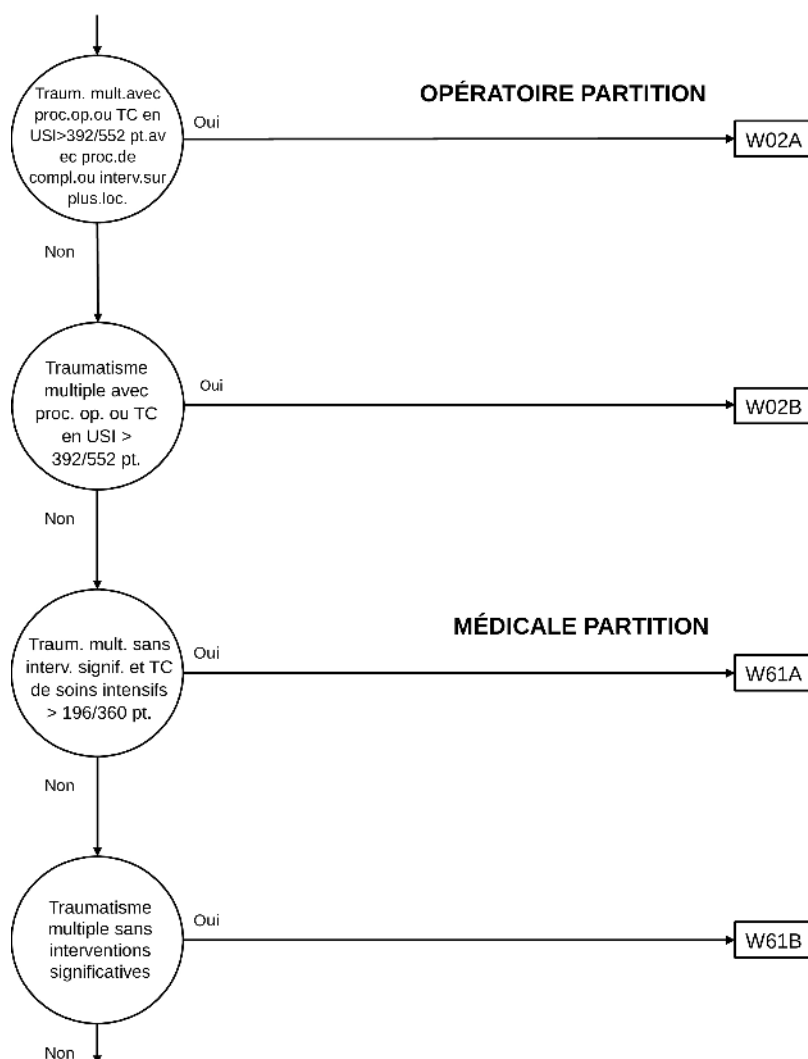 Traum. mult.avec
proc.op.ou TC en
USI>392/552 pt.av
ec proc.de
compl.ou interv.sur
plus.loc.
Oui
OPÉRATOIRE PARTITION
W02A
Non
Traumatisme
multiple avec
proc. op. ou TC
en USI >
392/552 pt.
Oui
W02B
Non
Traum. mult. sans
interv. signif. et TC
de soins intensifs
> 196/360 pt.
Oui
MÉDICALE PARTITION
W61A
Non
Traumatisme
multiple sans
interventions
significatives
Oui
W61B
Non